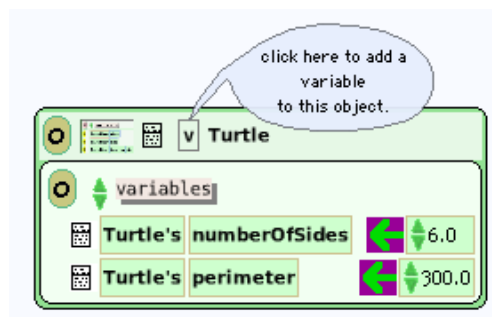 click here to add a
variable
to this object.
v Turtle
variables
Turtle's numberOfSides 6.0
Turtle's perimeter 300.0